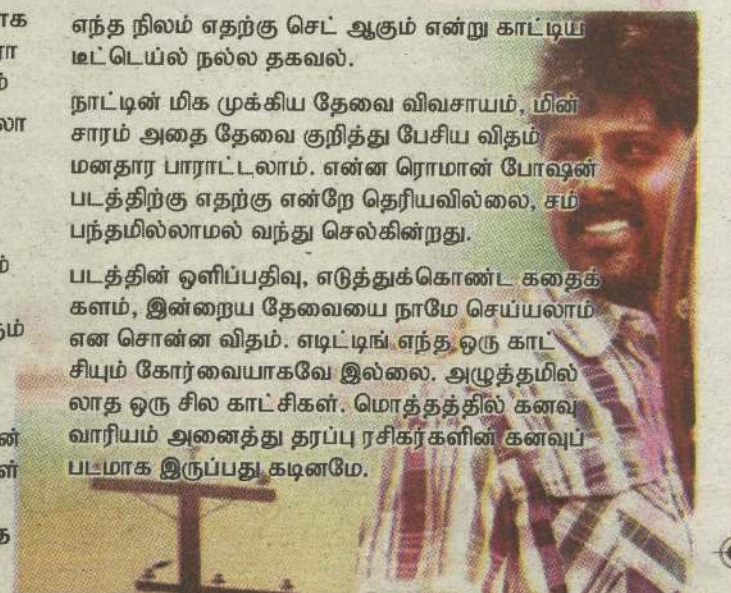 எந்த நிலம் எதற்கு செட் ஆகும் என்று காட்டிய
டீட்டெய்ல் நல்ல தகவல்.
நாட்டின் மிக முக்கிய தேவை விவசாயம், மின்
சாரம் அதை தேவை குறித்து பேசிய விதம்
மனதார பாராட்டலாம். என்ன ரொமான் போஷன்
படத்திற்கு எதற்கு என்றே தெரியவில்லை, சம்
பந்தமில்லாமல் வந்து செல்கின்றது.
படத்தின் ஒளிப்பதிவு, எடுத்துக்கொண்ட கதைக்
களம், இன்றைய தேவையை நாமே செய்யலாம்
என சொன்ன விதம். எடிட்டிங் எந்த ஒரு காட்
சியும் கோர்வையாகவே இல்லை. அழுத்தமில்
லாத ஒரு சில காட்சிகள். மொத்தத்தில் கனவு
வாரியம் அனைத்து தரப்பு ரசிகர்களின் கனவுப்
படமாக இருப்பது கடினமே.